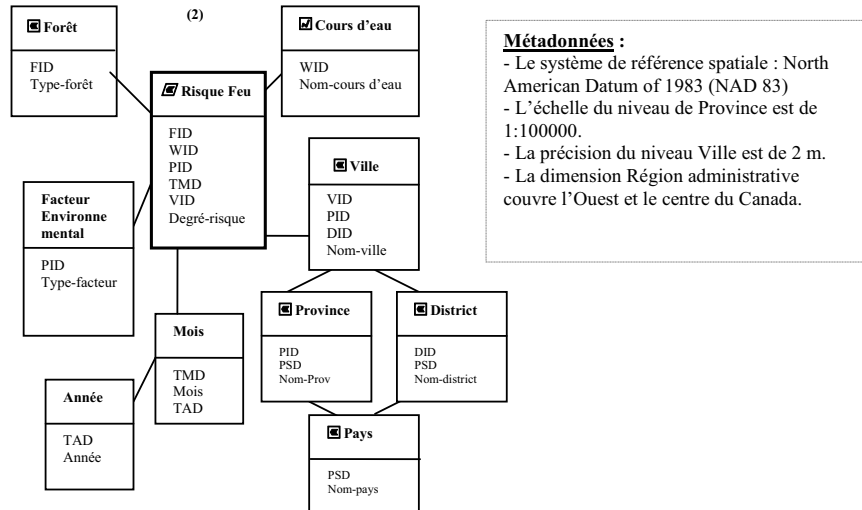 (2)
Forêt
FID
Type-forêt
Cours d'eau
WID
Nom-cours d'eau
Risque Feu
FID
WID
PID
TMD
VID
Degré-risque
Ville
VID
PID
DID
Nom-ville
Facteur
Environne
mental
PID
Type-facteur
Mois
TMD
Mois
TAD
Année
TAD
Année
Province
PID
PSD
Nom-Prov
District
DID
PSD
Nom-district
Pays
PSD
Nom-pays
Métadonnées :
- Le système de référence spatiale : North
American Datum of 1983 (NAD 83)
- L'échelle du niveau de Province est de
1:100000.
- La précision du niveau Ville est de 2 m.
- La dimension Région administrative
couvre l'Ouest et le centre du Canada.